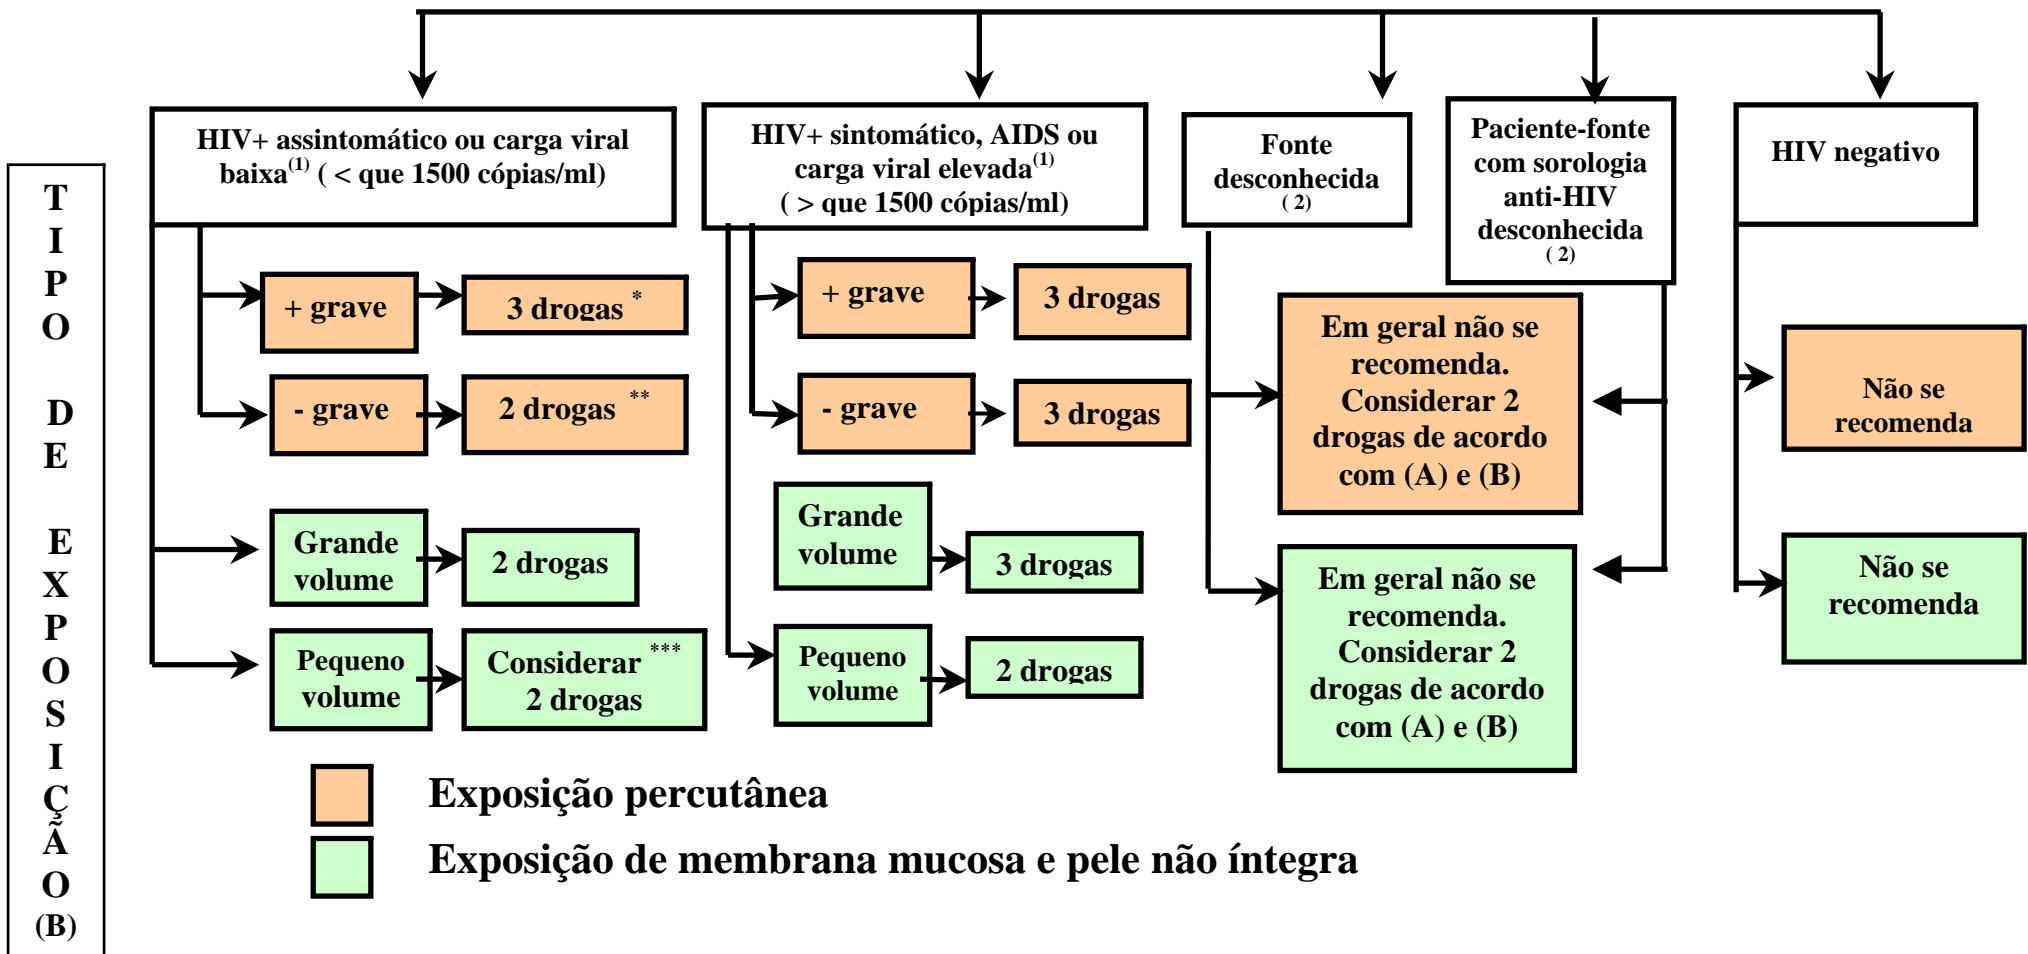 HIV+ assintomático ou carga viral
baixa(1) ( < que 1500 cópias/ml)
HIV+ sintomático, AIDS ou
carga viral elevada(1)
( > que 1500 cópias/ml)
Fonte
desconhecida
( 2)
Paciente-fonte
com sorologia
anti-HIV
desconhecida
( 2)
HIV negativo
T
I
P
O
D
E
E
X
P
O
S
I
Ç
Ã
O
(B)
+ grave
3 drogas *
- grave
2 drogas **
Grande
volume
2 drogas
Pequeno
volume
Considerar ***
2 drogas
+ grave
3 drogas
- grave
3 drogas
Grande
volume
3 drogas
Pequeno
volume
2 drogas
Em geral não se
recomenda.
Considerar 2
drogas de acordo
com (A) e (B)
Em geral não se
recomenda.
Considerar 2
drogas de acordo
com (A) e (B)
Não se
recomenda
Não se
recomenda
Exposição percutânea
Exposição de membrana mucosa e pele não íntegra